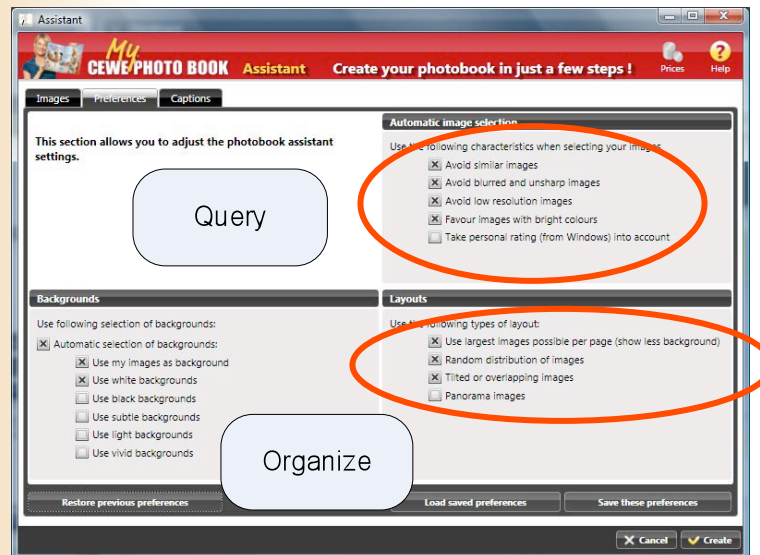 Assistant
My
CEWE PHOTO BOOK Assistant Create your photobook in just a few steps !
Prices Help
Images Preferences Captions
This section allows you to adjust the photobook assistant
settings.
Query
Automatic image selection
Use the following characteristics when selecting your images
Avoid similar images
Avoid blurred and unsharp images
Avoid low resolution images
Favour images with bright colours
Take personal rating (from Windows) into account
Backgrounds
Use following selection of backgrounds:
Automatic selection of backgrounds:
Use my images as background
Use white backgrounds
Use black backgrounds
Use subtle backgrounds
Use light backgrounds
Use vivid backgrounds
Organize
Layouts
Use the following types of layout:
Use largest images possible per page (show less background)
Random distribution of images
Tilted or overlapping images
Panorama images
Restore previous preferences Load saved preferences Save these preferences
Cancel Create